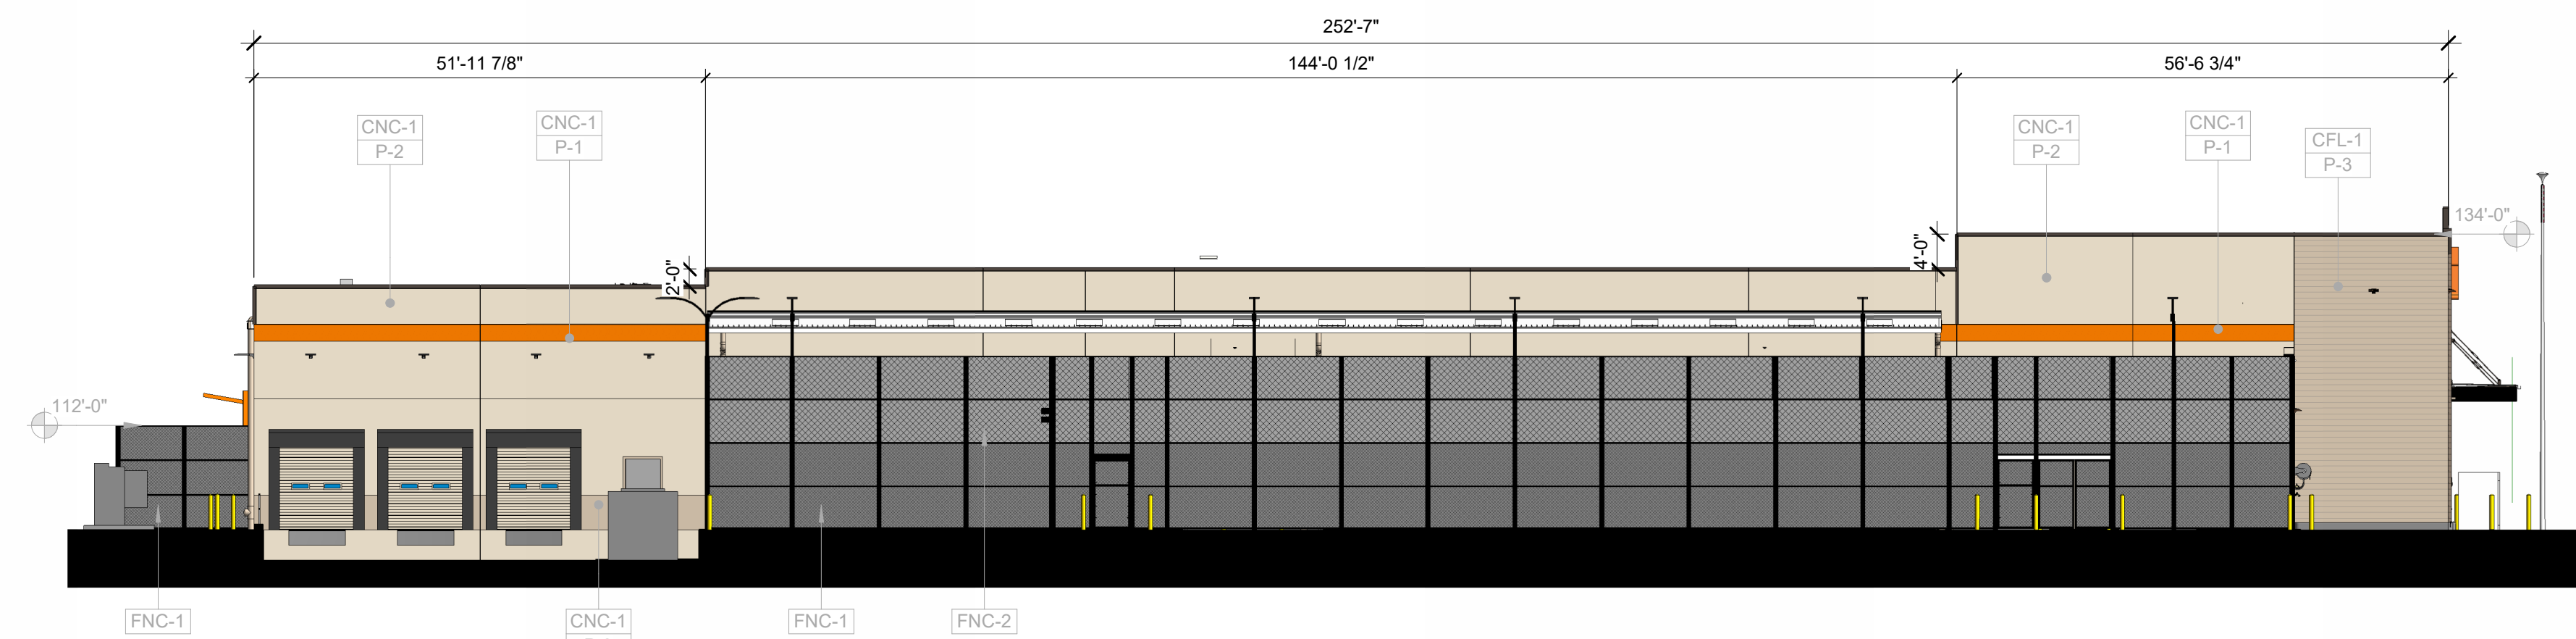 252'-7"
51'-11 7/8"
144'-0 1/2"
56'-6 3/4"
CNC-1
P-2
CNC-1
P-1
CNC-1
P-2
CNC-1
P-1
CFL-1
P-3
134'-0"
4'-0"
2'-0"
112'-0"
FNC-1
CNC-1
FNC-1
FNC-2